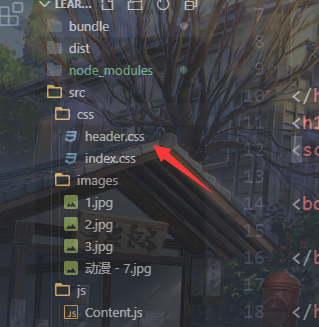 LEAR...
bundle
dist
node_modules
src
css
header.css
index.css
images
1.jpg
2.jpg
3.jpg
动漫 - 7.jpg
js
Content.js
8
9
10
11 </h
12 <h1
<sc
14
15 <bo
16
17 </b
18 </h